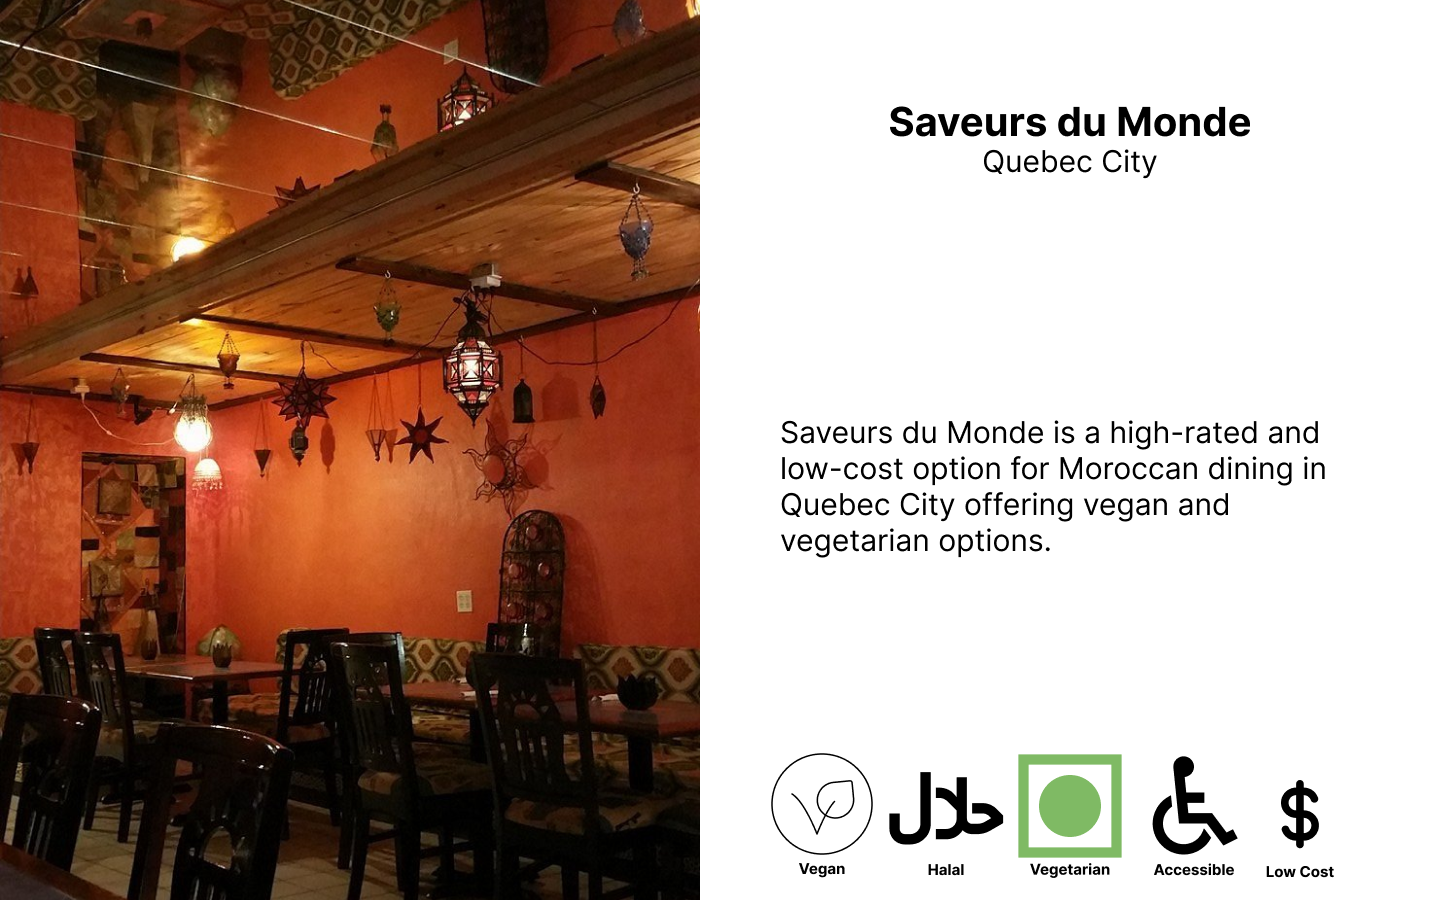 Saveurs du Monde
Quebec City
Saveurs du Monde is a high-rated and
low-cost option for Moroccan dining in
Quebec City offering vegan and
vegetarian options.
حلال
$
Vegan
Halal
Vegetarian
Accessible
Low Cost